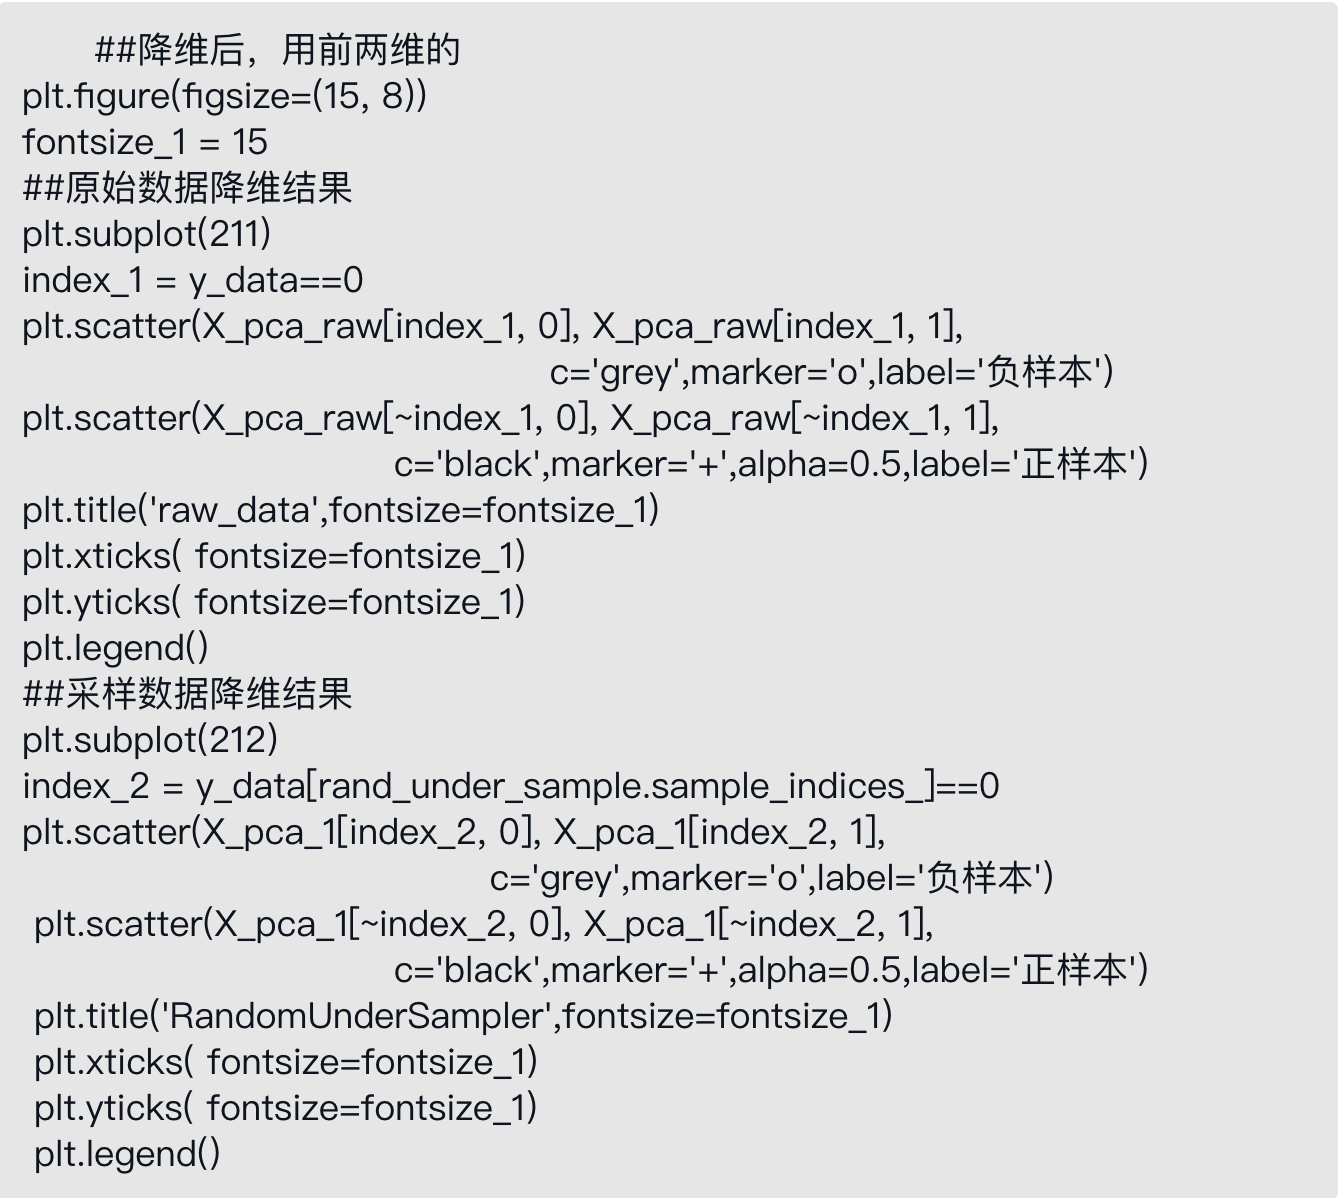 ##降维后，用前两维的
plt.figure(figsize=(15, 8))
fontsize_1 = 15
##原始数据降维结果
plt.subplot(211)
index_1 = y_data==0
plt.scatter(X_pca_raw[index_1, 0], X_pca_raw[index_1, 1],
c='grey',marker='o',label='负样本')
plt.scatter(X_pca_raw[~index_1, 0], X_pca_raw[~index_1, 1],
c='black',marker='+',alpha=0.5,label='正样本')
plt.title('raw_data',fontsize=fontsize_1)
plt.xticks( fontsize=fontsize_1)
plt.yticks( fontsize=fontsize_1)
plt.legend()
##采样数据降维结果
plt.subplot(212)
index_2 = y_data[rand_under_sample.sample_indices_]==0
plt.scatter(X_pca_1[index_2, 0], X_pca_1[index_2, 1],
c='grey',marker='o',label='负样本')
plt.scatter(X_pca_1[~index_2, 0], X_pca_1[~index_2, 1],
c='black',marker='+',alpha=0.5,label='正样本')
plt.title('RandomUnderSampler',fontsize=fontsize_1)
plt.xticks( fontsize=fontsize_1)
plt.yticks( fontsize=fontsize_1)
plt.legend()